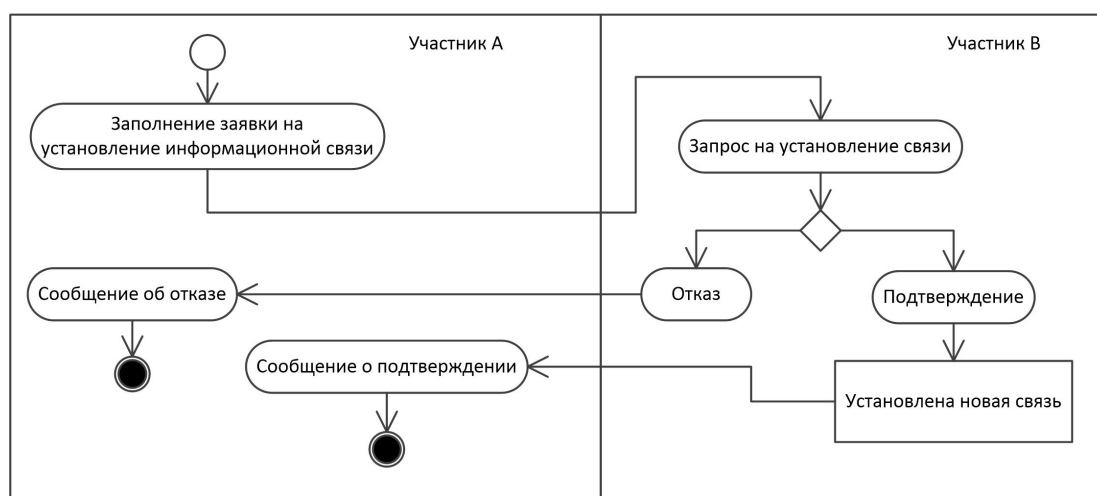 Участник А
Участник В
Заполнение заявки на
установление информационной связи
Запрос на установление связи
Сообщение об отказе
Отказ
Подтверждение
Сообщение о подтверждении
Установлена новая связь